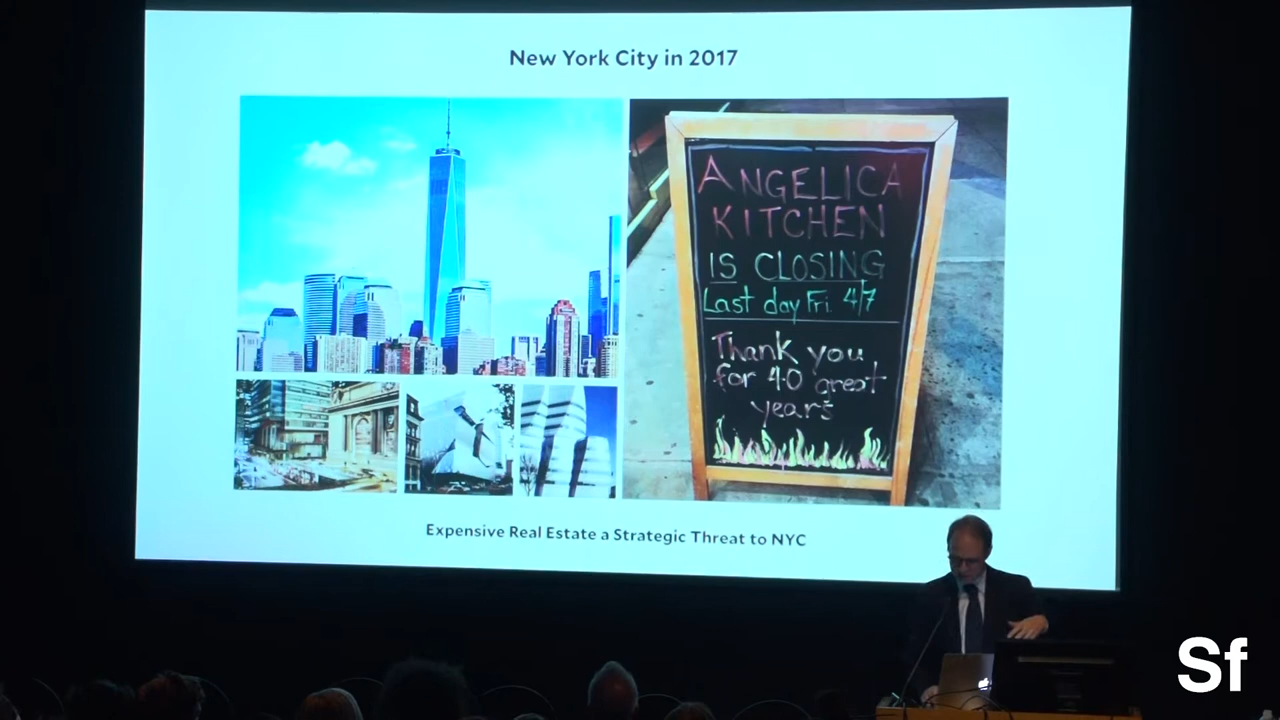 New York City in 2017
ANGELICA
KITCHEN
IS CLOSING
Last day Fri. 4/7
Thank you
for 40 great
years
Expensive Real Estate a Strategic Threat to NYC
Sf